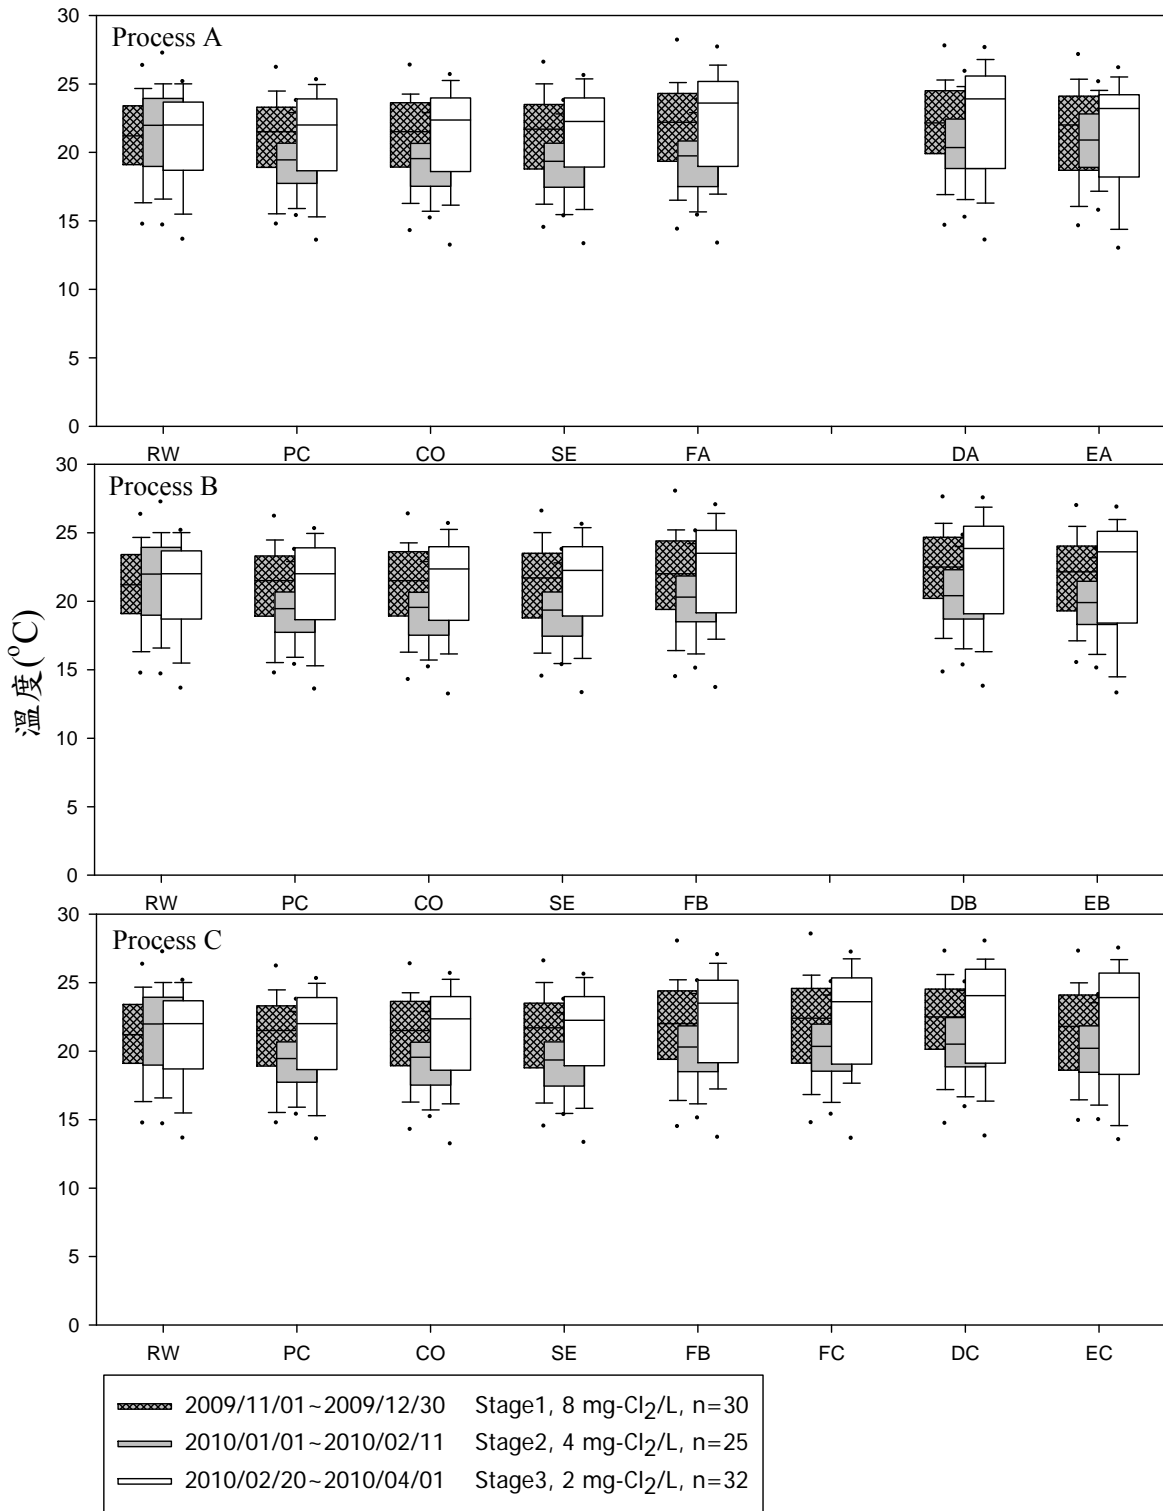 30
Process A
25
20
15
10
5
0
RW PC CO SE FA DA EA
30
Process B
25
20
15
10
5
0
RW PC CO SE FB DB EB
溫度(°C)
30
Process C
25
20
15
10
5
0
RW PC CO SE FB FC DC EC
2009/11/01~2009/12/30 Stage1, 8 mg-Cl₂/L, n=30
2010/01/01~2010/02/11 Stage2, 4 mg-Cl₂/L, n=25
2010/02/20~2010/04/01 Stage3, 2 mg-Cl₂/L, n=32